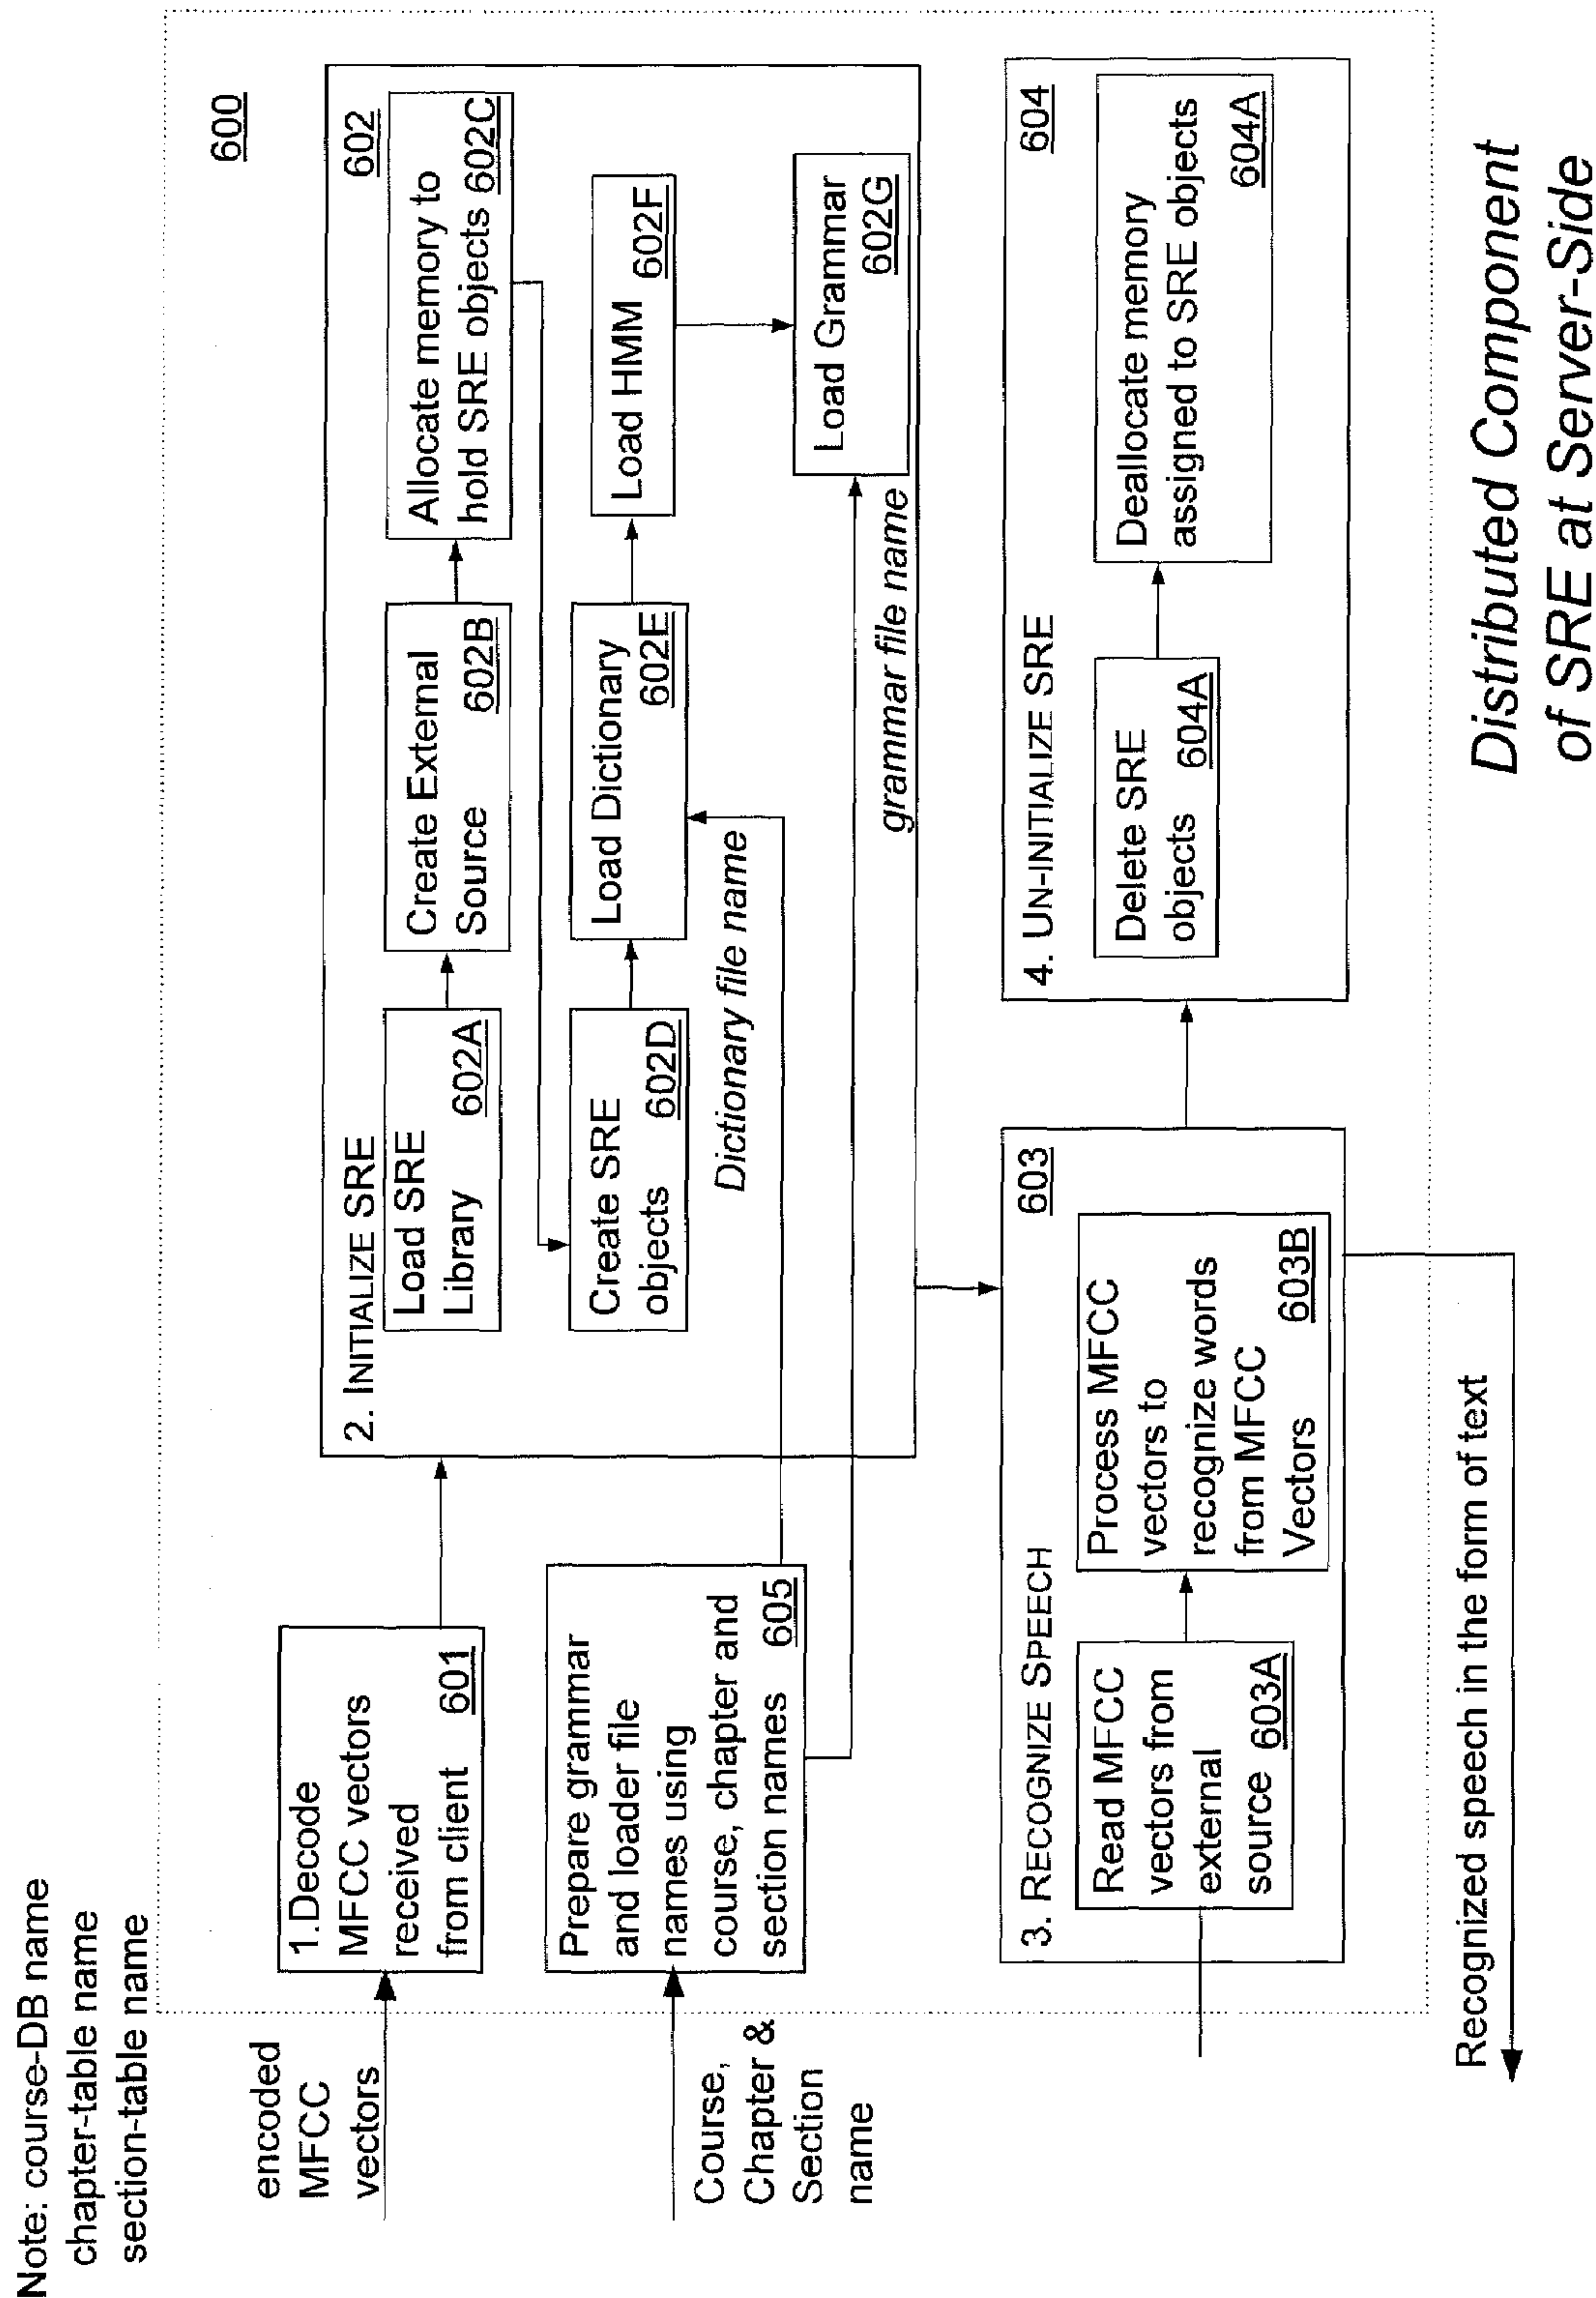 Note: course-DB name
chapter-table name
section-table name
600
encoded
MFCC
vectors
1.Decode
MFCC vectors
received
from client 601
2. INITIALIZE SRE
602
Load SRE
Library 602A
Create External
Source 602B
Allocate memory to
hold SRE objects 602C
Create SRE
objects 602D
Load Dictionary
602E
Load HMM
602F
Load Grammar
602G
Dictionary file name
grammar file name
Course,
Chapter &
Section
name
Prepare grammar
and loader file
names using
course, chapter and
section names 605
3. RECOGNIZE SPEECH
603
Read MFCC
vectors from
external
source 603A
Process MFCC
vectors to
recognize words
from MFCC
Vectors 603B
4. UN-INITIALIZE SRE
604
Delete SRE
objects 604A
Deallocate memory
assigned to SRE objects
604A
Recognized speech in the form of text
Distributed Component
of SRE at Server-Side